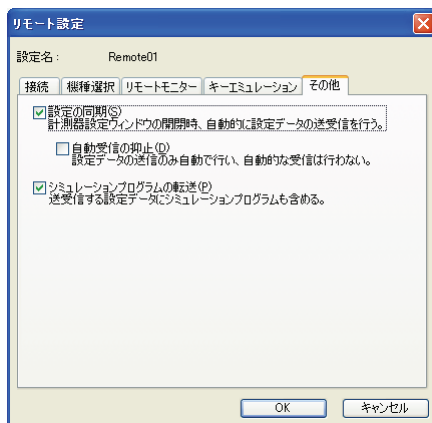 リモート設定
設定名： Remote01
接続 機種選択 リモートモニター キーエミュレーション その他
設定の同期(S)
計測器設定ウィンドウの開閉時、自動的に設定データの送受信を行う。
自動受信の抑止(D)
設定データの送信のみ自動で行い、自動的な受信は行わない。
シミュレーションプログラムの転送(P)
送受信する設定データにシミュレーションプログラムも含める。
OK キャンセル